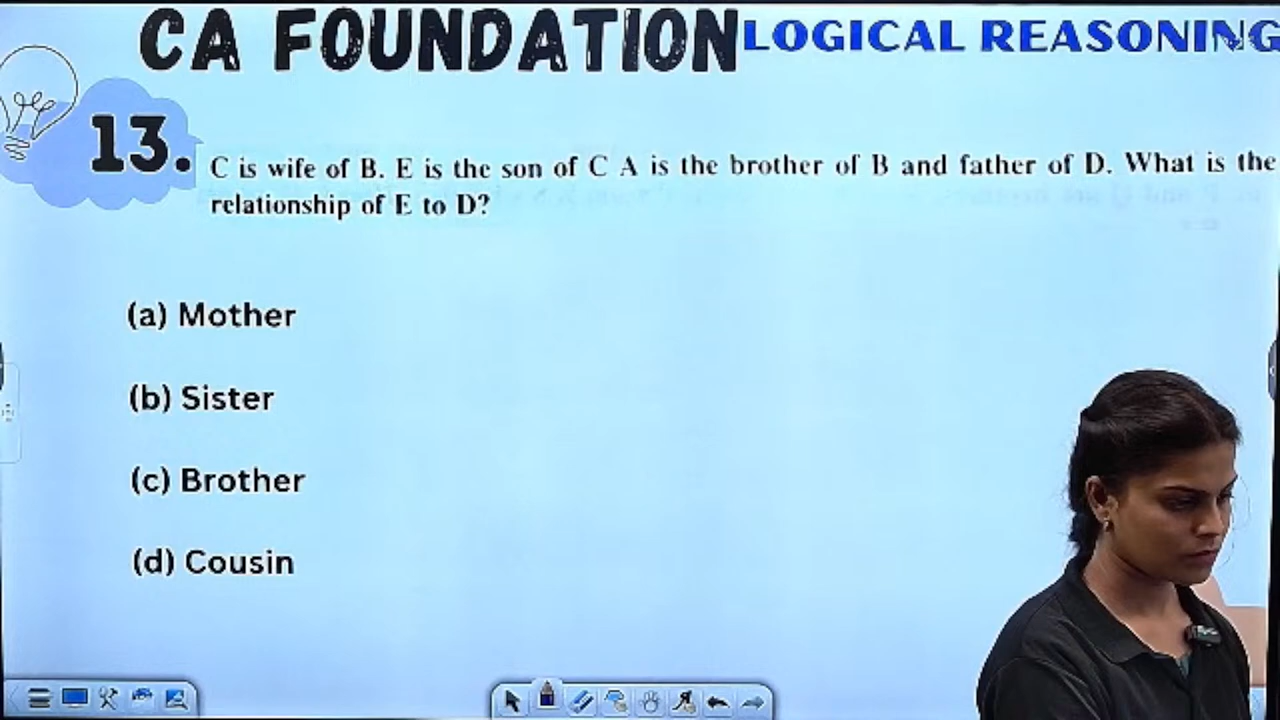 CA FOUNDATION LOGICAL REASONING
13.
C is wife of B. E is the son of C A is the brother of B and father of D. What is the
relationship of E to D?
(a) Mother
(b) Sister
(c) Brother
(d) Cousin